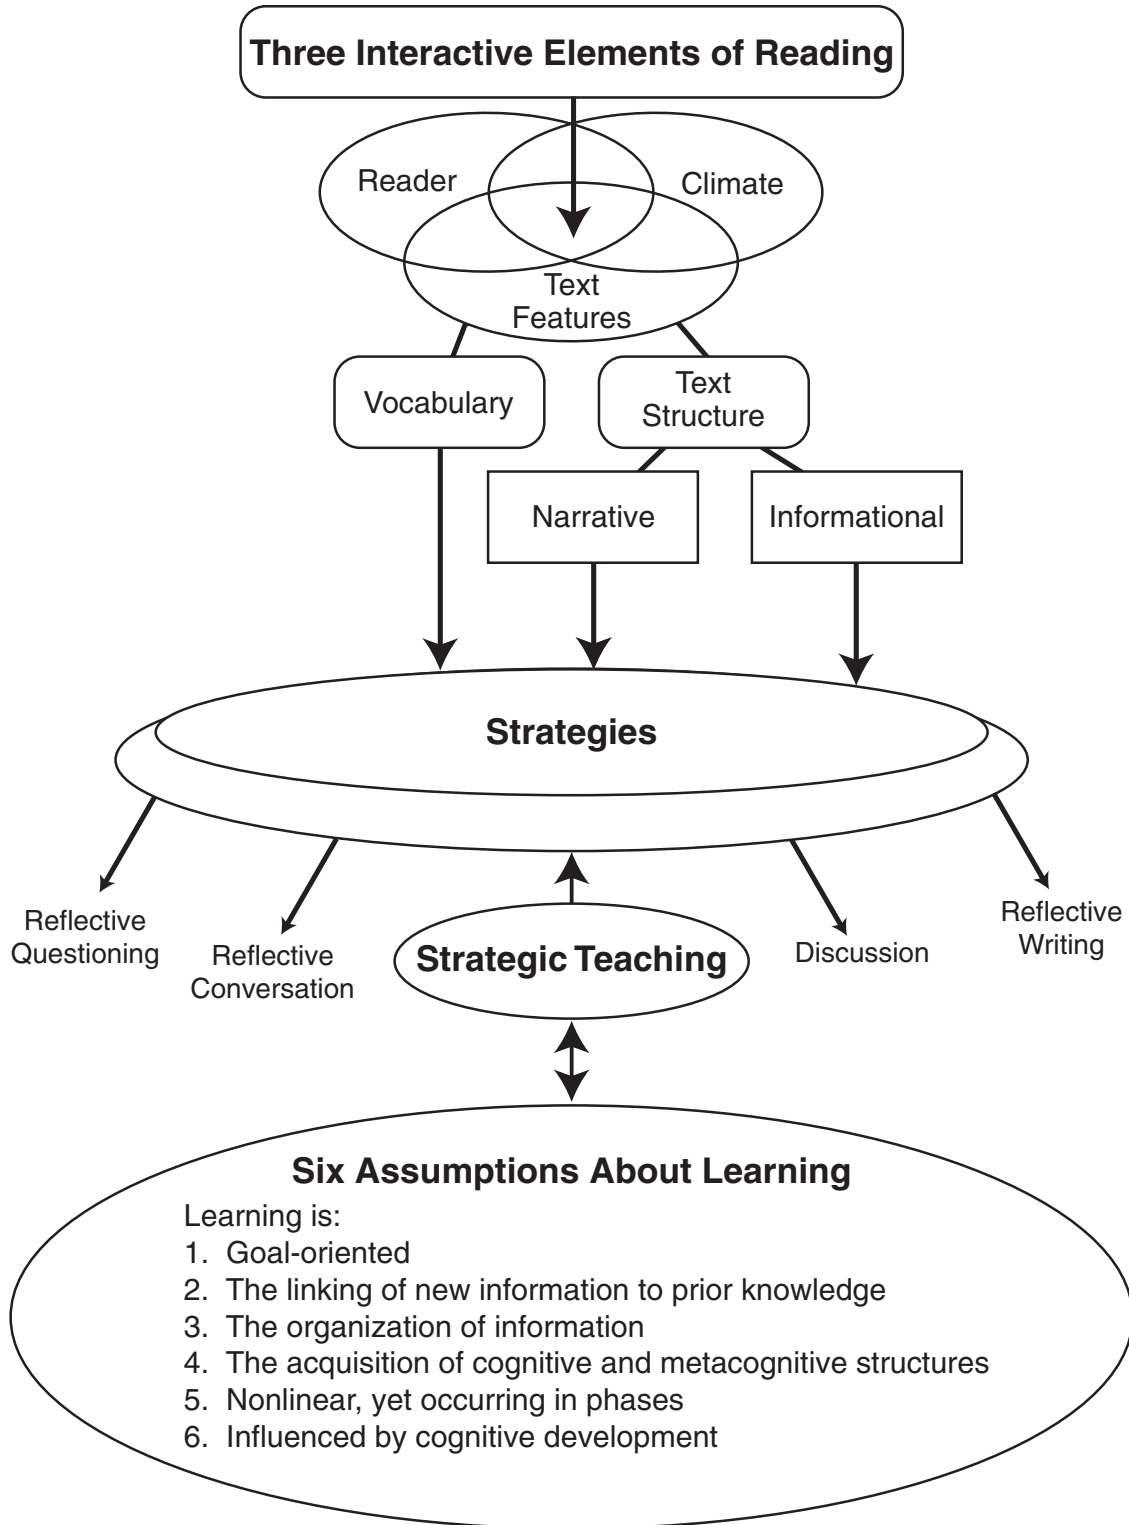 Three Interactive Elements of Reading
Reader
Climate
Text
Features
Vocabulary
Text
Structure
Narrative
Informational
Strategies
Reflective
Questioning
Reflective
Conversation
Strategic Teaching
Discussion
Reflective
Writing
Six Assumptions About Learning
Learning is:
1. Goal-oriented
2. The linking of new information to prior knowledge
3. The organization of information
4. The acquisition of cognitive and metacognitive structures
5. Nonlinear, yet occurring in phases
6. Influenced by cognitive development